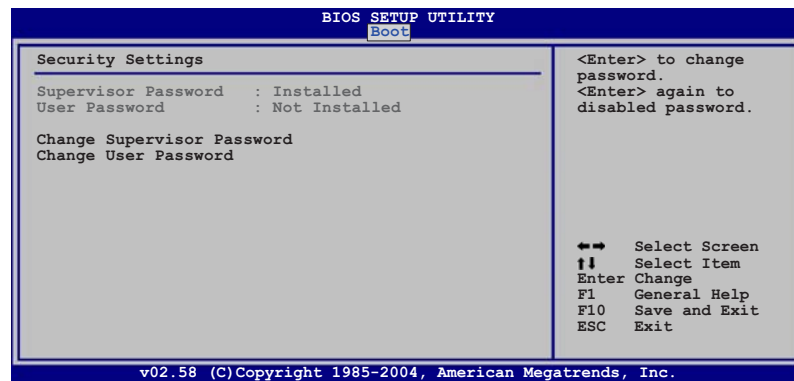 BIOS SETUP UTILITY
Boot
Security Settings
Supervisor Password : Installed
User Password : Not Installed
Change Supervisor Password
Change User Password
<Enter> to change
password.
<Enter> again to
disabled password.
←→ Select Screen
↑↓ Select Item
Enter Change
F1 General Help
F10 Save and Exit
ESC Exit
v02.58 (C)Copyright 1985-2004, American Megatrends, Inc.